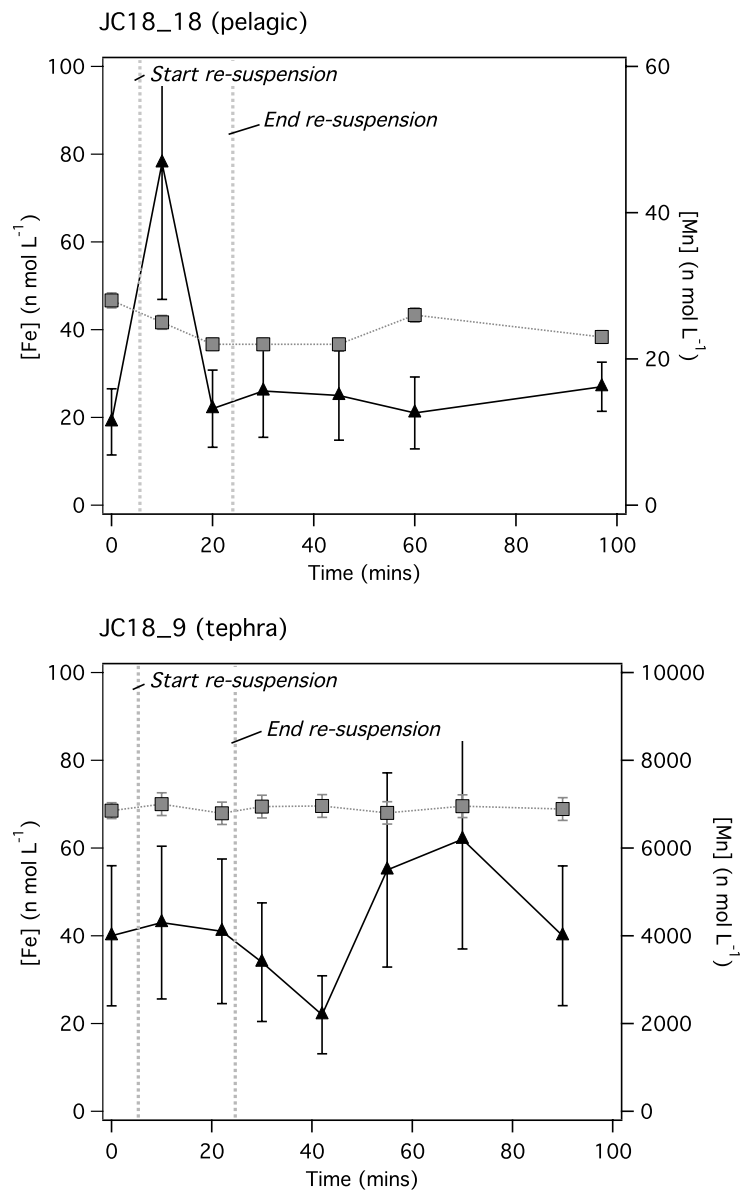 JC18_18 (pelagic)
100
80
60
40
20
0
[Fe] (n mol L⁻¹)
Start re-suspension
End re-suspension
60
40
20
0
[Mn] (n mol L⁻¹)
0 20 40 60 80 100
Time (mins)
JC18_9 (tephra)
100
80
60
40
20
0
[Fe] (n mol L⁻¹)
Start re-suspension
End re-suspension
10000
8000
6000
4000
2000
0
[Mn] (n mol L⁻¹)
0 20 40 60 80 100
Time (mins)